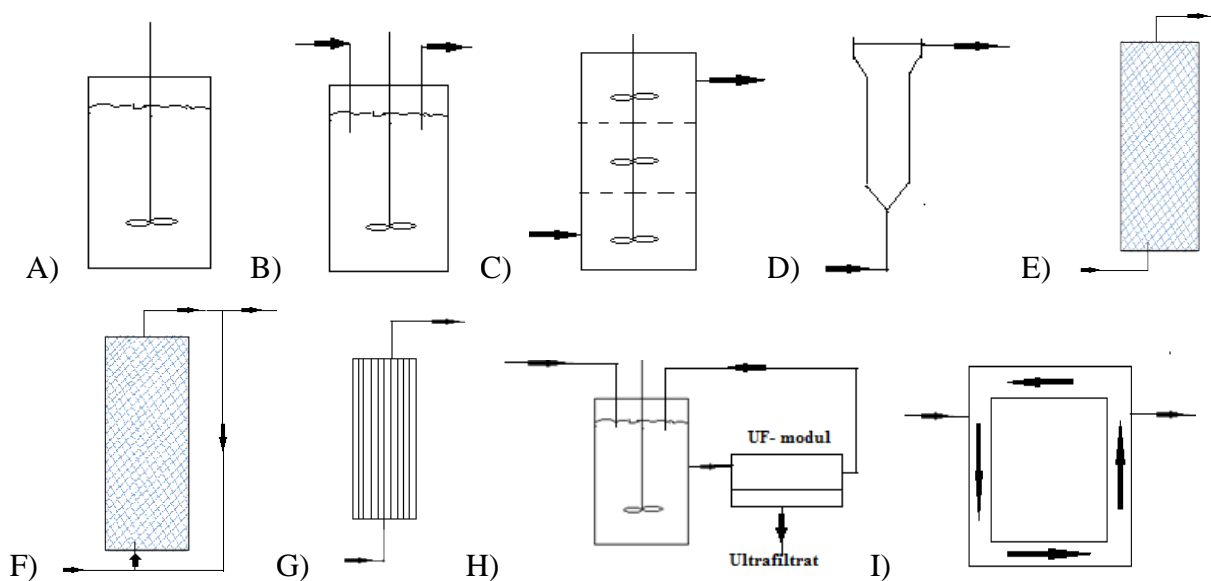 A) B) C) D) E)
UF- modul
Ultrafiltrat
F) G) H) I)